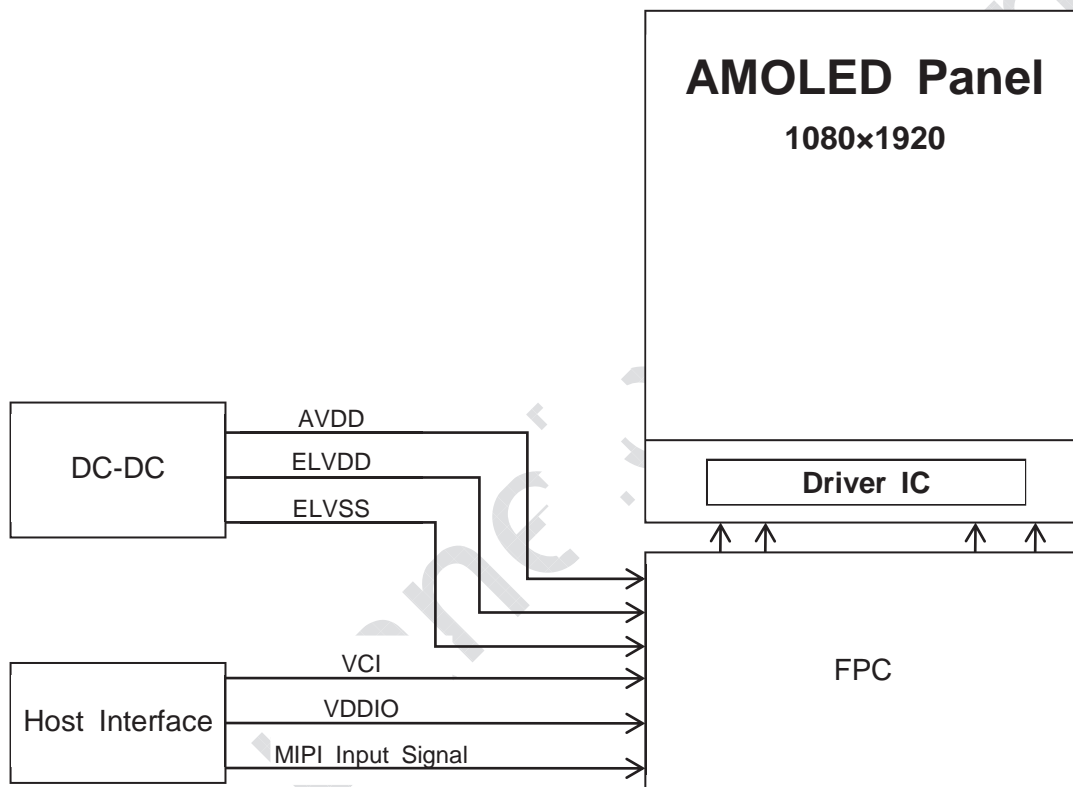 AMOLED Panel
1080×1920
AVDD
DC-DC
ELVDD
ELVSS
Driver IC
VCI
FPC
Host Interface
VDDIO
MIPI Input Signal